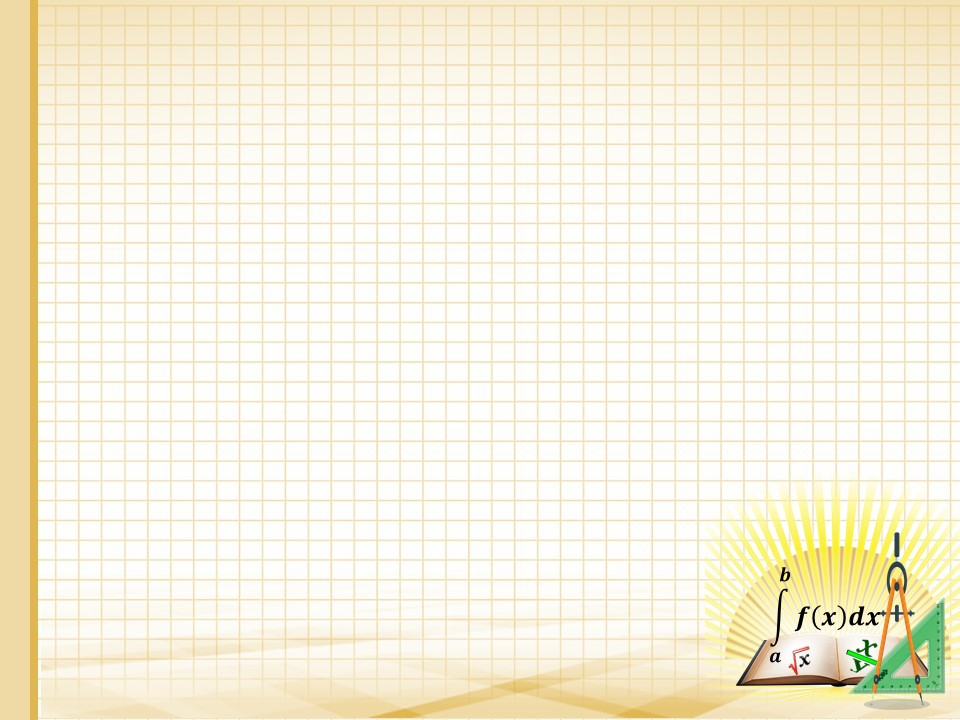 b
∫ f(x)dx
a
√x